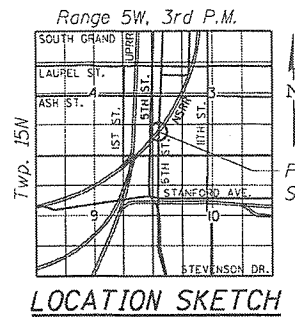 Range 5W, 3rd P.M.
SOUTH GRAND
UPRR
LAUREL ST.
5TH ST.
4
3
N
ASH ST.
NSRR
1ST ST.
11TH ST.
Twp. 15N
6TH ST.
F
S
STANFORD AVE.
9
10
STEVENSON DR.
LOCATION SKETCH